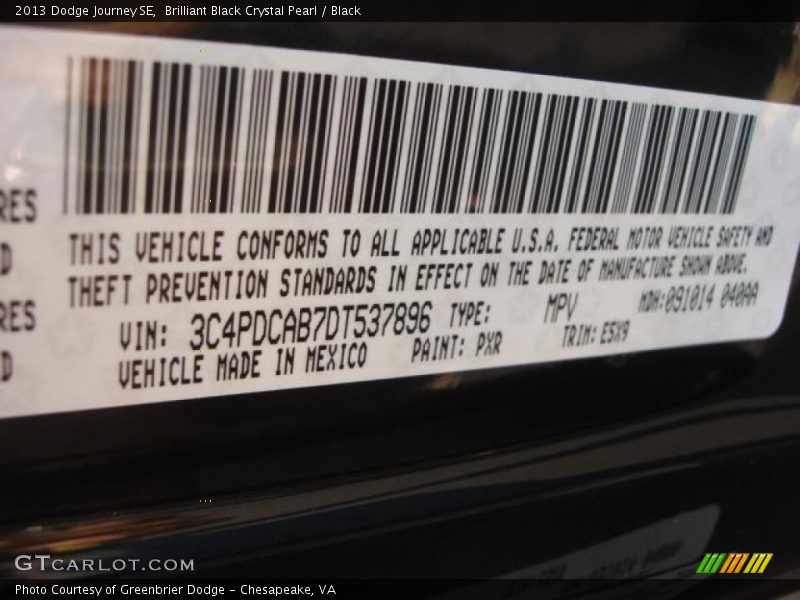 2013 Dodge Journey SE, Brilliant Black Crystal Pearl / Black
RES
D
RES
D
THIS VEHICLE CONFORMS TO ALL APPLICABLE U.S.A. FEDERAL MOTOR VEHICLE SAFETY AND
THEFT PREVENTION STANDARDS IN EFFECT ON THE DATE OF MANUFACTURE SHOWN ABOVE.
VIN: 3C4PDCAB7DT537896 TYPE: MPV MDH:091014 040AA
VEHICLE MADE IN MEXICO PAINT: PXR TRIM: E5X9
GTCARLOT.COM
Photo Courtesy of Greenbrier Dodge - Chesapeake, VA